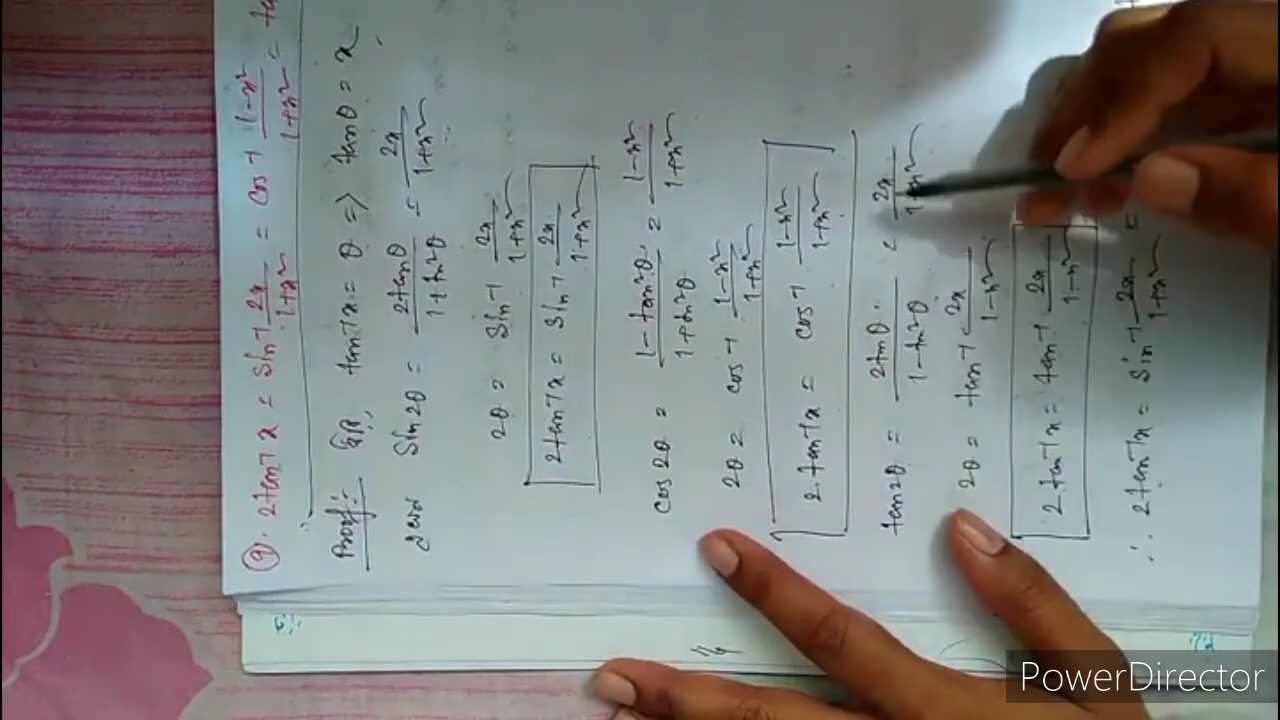 9. 2tan⁻¹x = sin⁻¹ 2x/1+x² = cos⁻¹ 1-x²/1+x² =
Proof:- ধরি, tan⁻¹x = θ => tanθ = x
sin2θ = 2tanθ/1+tan²θ = 2x/1+x²
2θ = sin⁻¹ 2x/1+x²
2tan⁻¹x = sin⁻¹ 2x/1+x²
cos2θ = 1-tan²θ/1+tan²θ = 1-x²/1+x²
2θ = cos⁻¹ 1-x²/1+x²
2tan⁻¹x = cos⁻¹ 1-x²/1+x²
tan2θ = 2tanθ/1-tan²θ = 2x/1+x²
2θ = tan⁻¹ 2x/1-x²
2tan⁻¹x = tan⁻¹ 2x/1-x²
∴ 2tan⁻¹x = sin⁻¹ 2x/1+x² =
PowerDirector